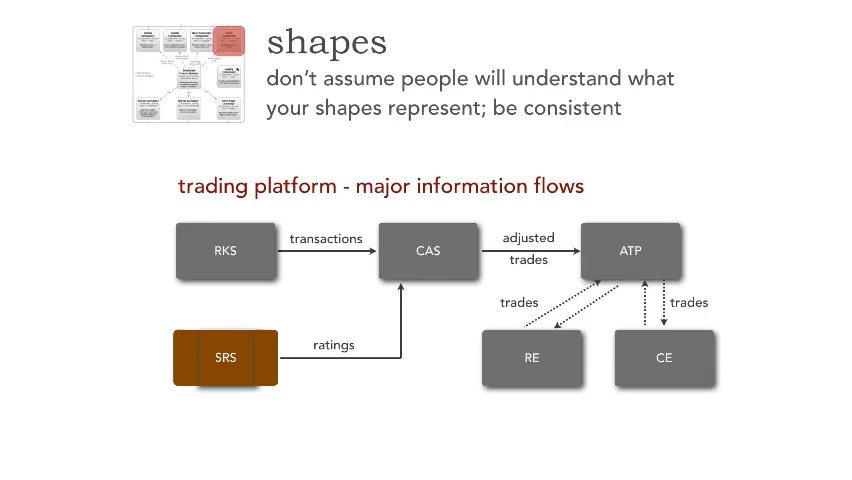 shapes
don't assume people will understand what
your shapes represent; be consistent
trading platform - major information flows
RKS
transactions
CAS
adjusted
trades
ATP
trades
trades
SRS
ratings
RE
CE